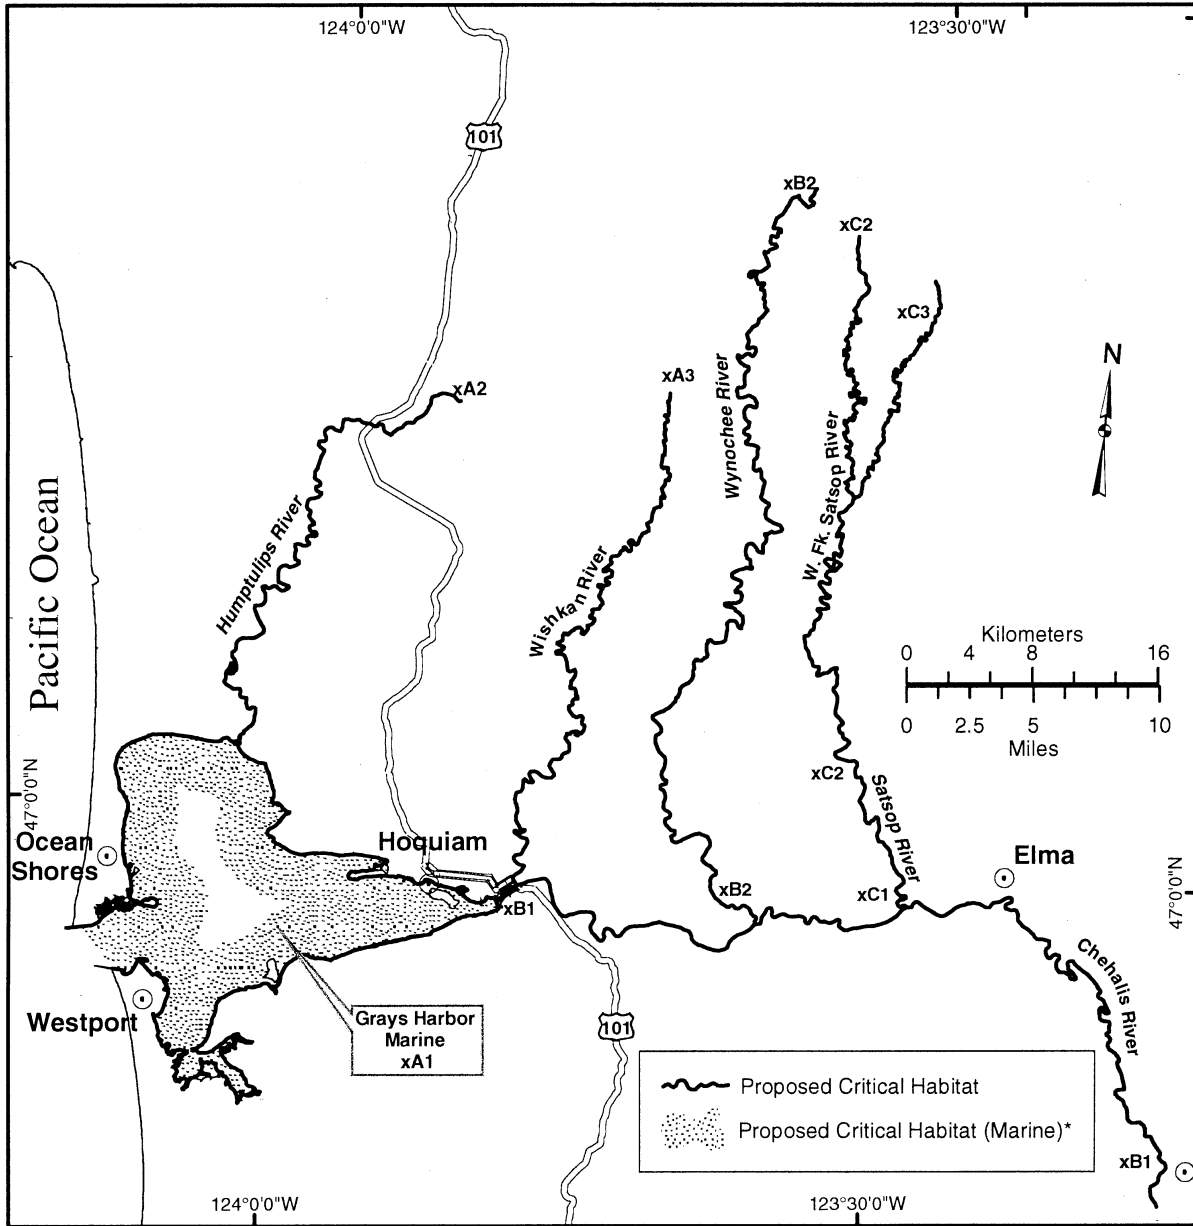 124°0'0"W
123°30'0"W
101
xB2
xC2
xC3
N
xA3
xA2
Wynochee River
W. Fk. Satsop River
Humptulips River
Wishkan River
Pacific Ocean
Kilometers
0 4 8 16
0 2.5 5 10
Miles
47°0'0"N
xC2
Satsop River
Ocean
Shores
Hoquiam
Elma
xB2
xC1
xB1
47°0'0"N
Chehalis River
Westport
Grays Harbor
Marine
xA1
101
Proposed Critical Habitat
Proposed Critical Habitat (Marine)*
xB1
124°0'0"W
123°30'0"W